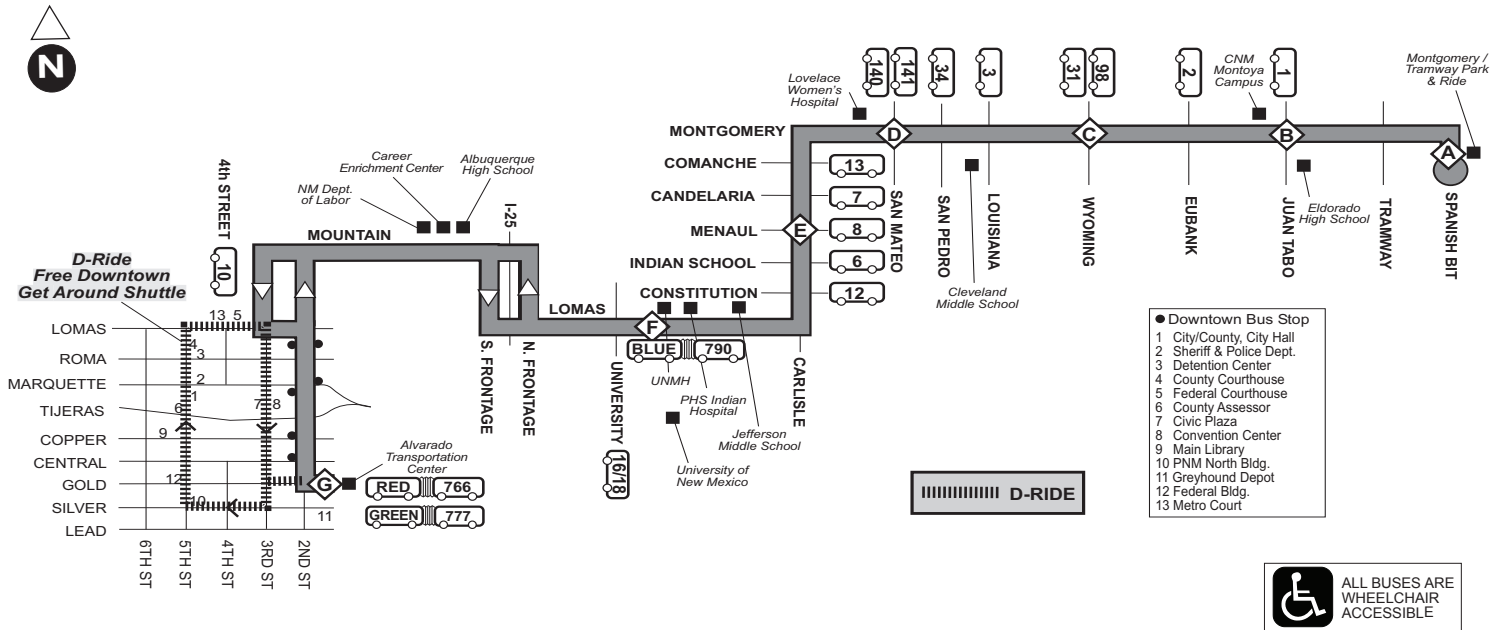 N
140
141
34
3
31
98
2
1
Lovelace
Women's
Hospital
CNM
Montoya
Campus
Montgomery /
Tramway Park
& Ride
MONTGOMERY
D
C
B
A
COMANCHE
13
CANDELARIA
7
MENAUL
E
8
INDIAN SCHOOL
6
CONSTITUTION
12
SAN MATEO
SAN PEDRO
LOUISIANA
WYOMING
EUBANK
JUAN TABO
TRAMWAY
SPANISH BIT
Cleveland
Middle School
Eldorado
High School
Career
Enrichment Center
Albuquerque
High School
NM Dept.
of Labor
4th STREET
10
I-25
MOUNTAIN
D-Ride
Free Downtown
Get Around Shuttle
LOMAS
F
BLUE
790
UNMH
PHS Indian
Hospital
Jefferson
Middle School
University of
New Mexico
S. FRONTAGE
N. FRONTAGE
UNIVERSITY
16/18
CARLISLE
LOMAS
13 5
ROMA
4
3
MARQUETTE
2
1
TIJERAS
6
7
8
COPPER
9
CENTRAL
GOLD
12
G
SILVER
10
11
LEAD
6TH ST
5TH ST
4TH ST
3RD ST
2ND ST
Alvarado
Transportation
Center
RED
766
GREEN
777
D-RIDE
Downtown Bus Stop
1 City/County, City Hall
2 Sheriff & Police Dept.
3 Detention Center
4 County Courthouse
5 Federal Courthouse
6 County Assessor
7 Civic Plaza
8 Convention Center
9 Main Library
10 PNM North Bldg.
11 Greyhound Depot
12 Federal Bldg.
13 Metro Court
ALL BUSES ARE
WHEELCHAIR
ACCESSIBLE